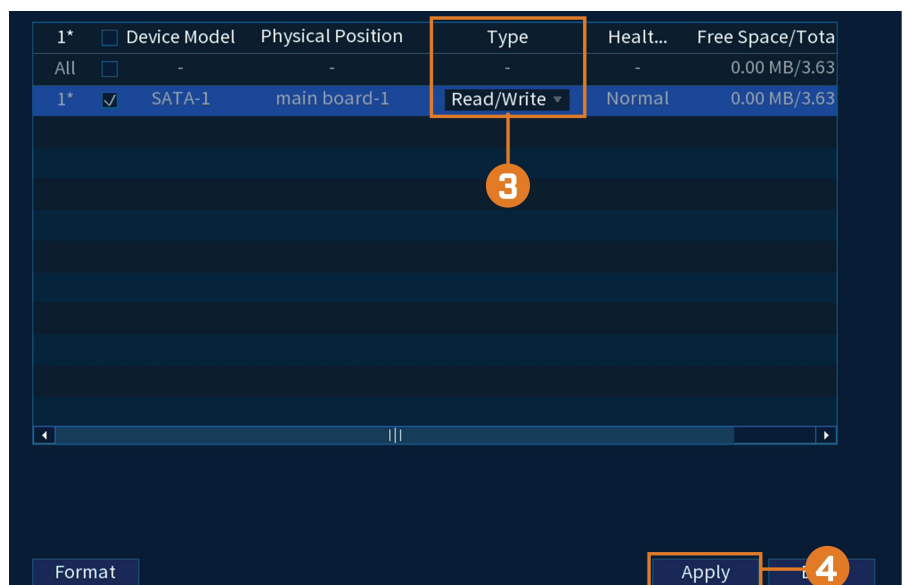 1* Device Model Physical Position Type Healt... Free Space/Tota
All - - - - 0.00 MB/3.63
1* SATA-1 main board-1 Read/Write Normal 0.00 MB/3.63
3
Format Apply 4